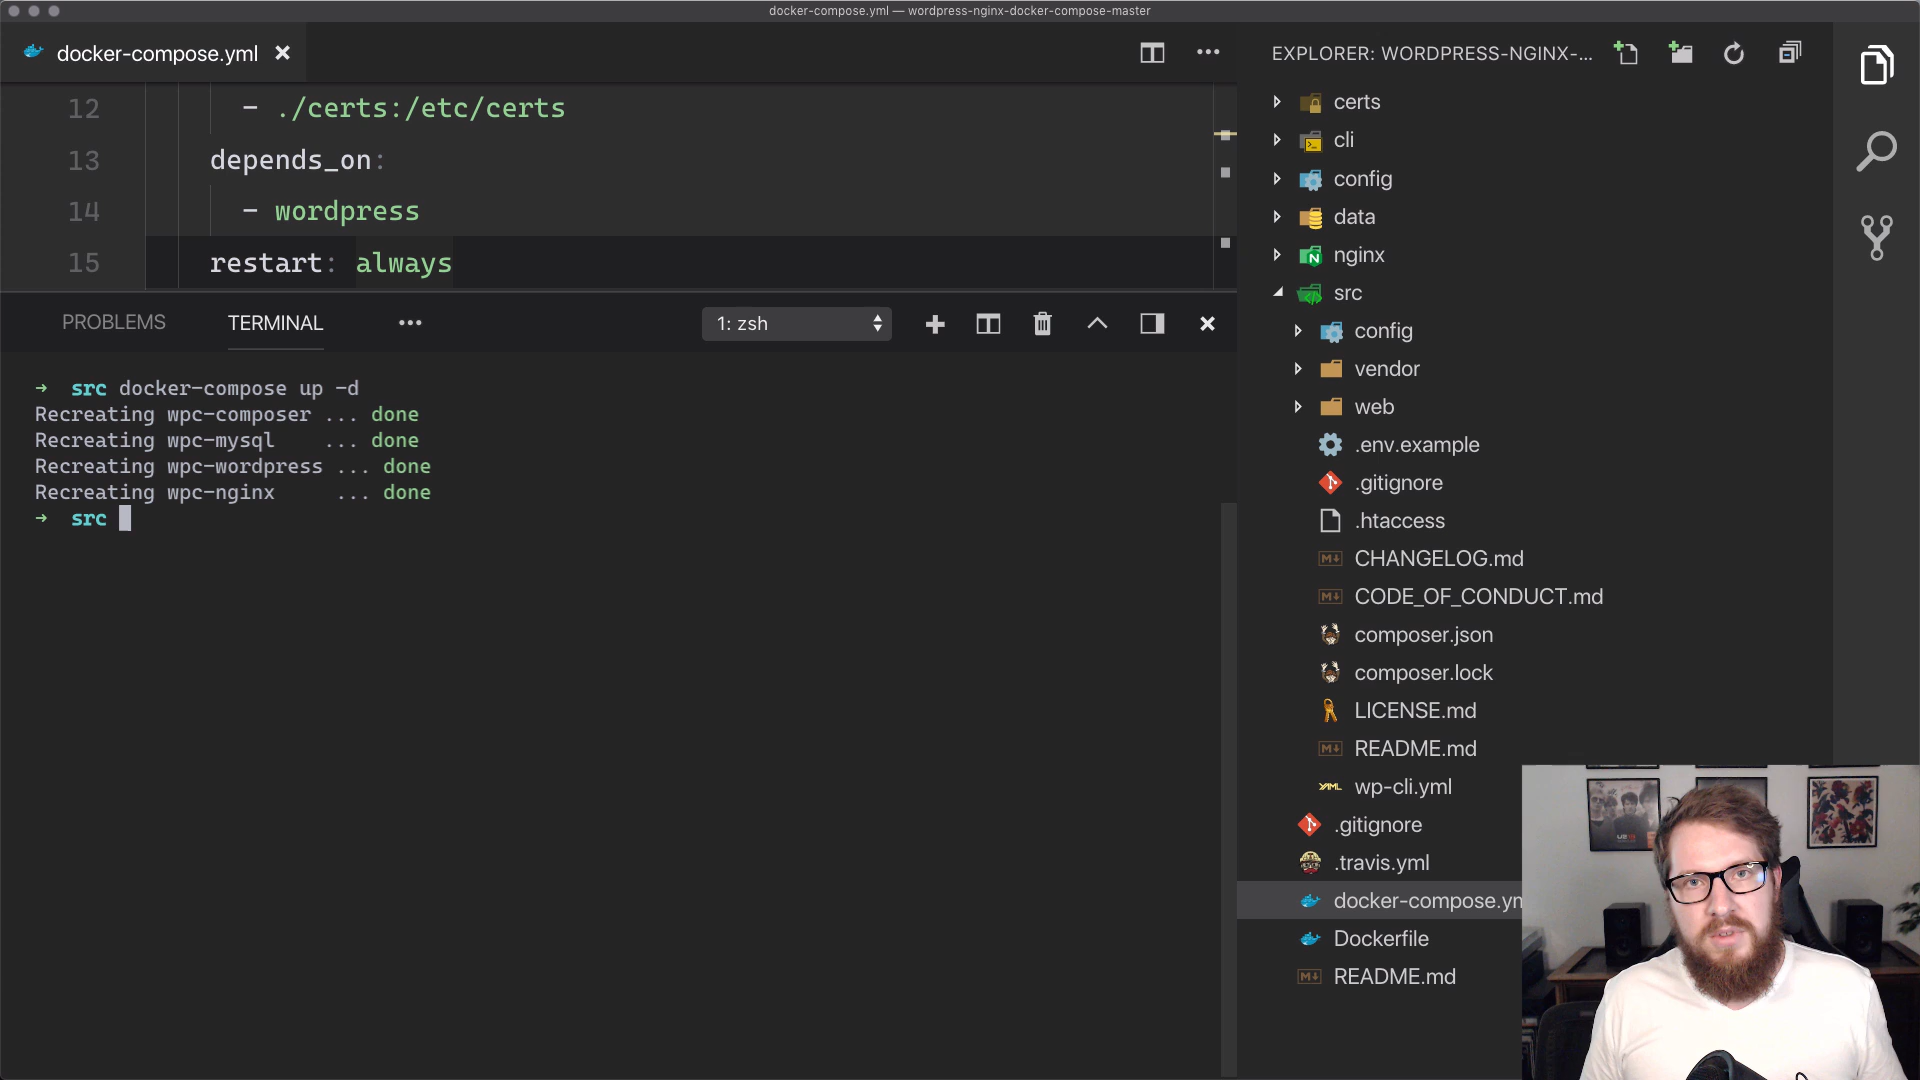 docker-compose.yml — wordpress-nginx-docker-compose-master
docker-compose.yml
12 - ./certs:/etc/certs
13 depends_on:
14 - wordpress
15 restart: always
PROBLEMS TERMINAL
1: zsh
→ src docker-compose up -d
Recreating wpc-composer ... done
Recreating wpc-mysql ... done
Recreating wpc-wordpress ... done
Recreating wpc-nginx ... done
→ src
EXPLORER: WORDPRESS-NGINX-...
certs
cli
config
data
nginx
src
config
vendor
web
.env.example
.gitignore
.htaccess
CHANGELOG.md
CODE_OF_CONDUCT.md
composer.json
composer.lock
LICENSE.md
README.md
wp-cli.yml
.gitignore
.travis.yml
docker-compose.ym
Dockerfile
README.md